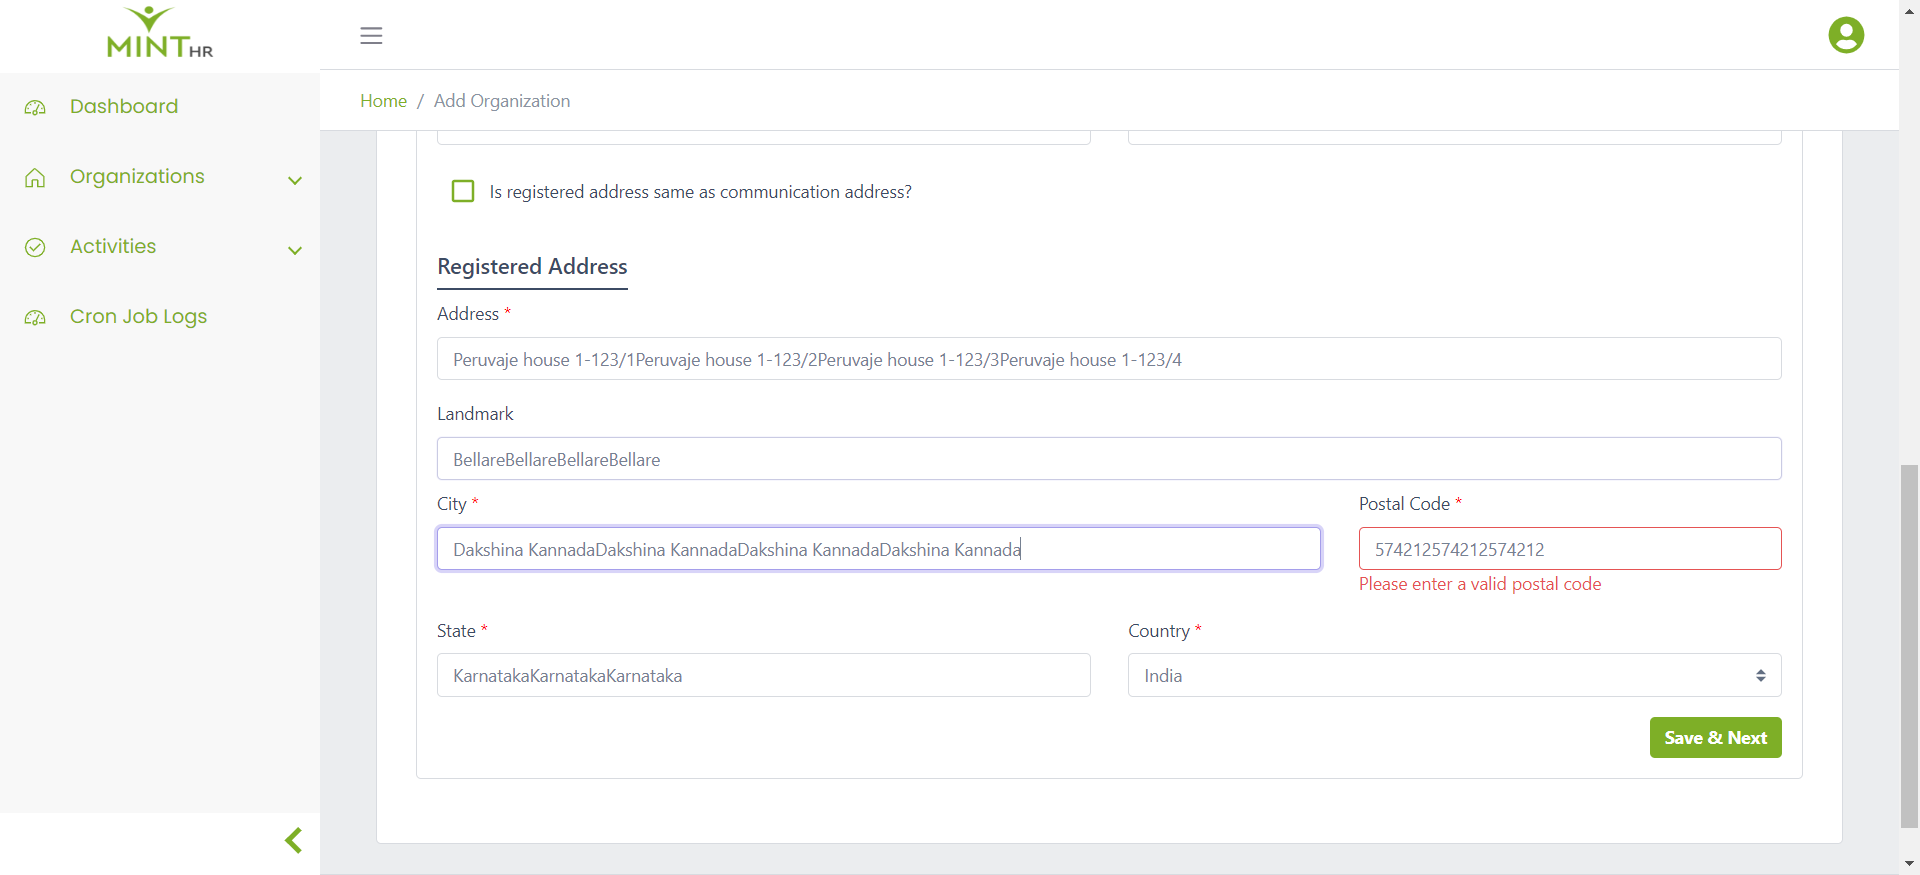 MINT HR
Dashboard
Organizations
Activities
Cron Job Logs
Home / Add Organization
Is registered address same as communication address?
Registered Address
Address *
Peruvaje house 1-123/1Peruvaje house 1-123/2Peruvaje house 1-123/3Peruvaje house 1-123/4
Landmark
BellareBellareBellareBellare
City *
Dakshina KannadaDakshina KannadaDakshina KannadaDakshina Kannada
Postal Code *
574212574212574212
Please enter a valid postal code
State *
KarnatakaKarnatakaKarnataka
Country *
India
Save & Next